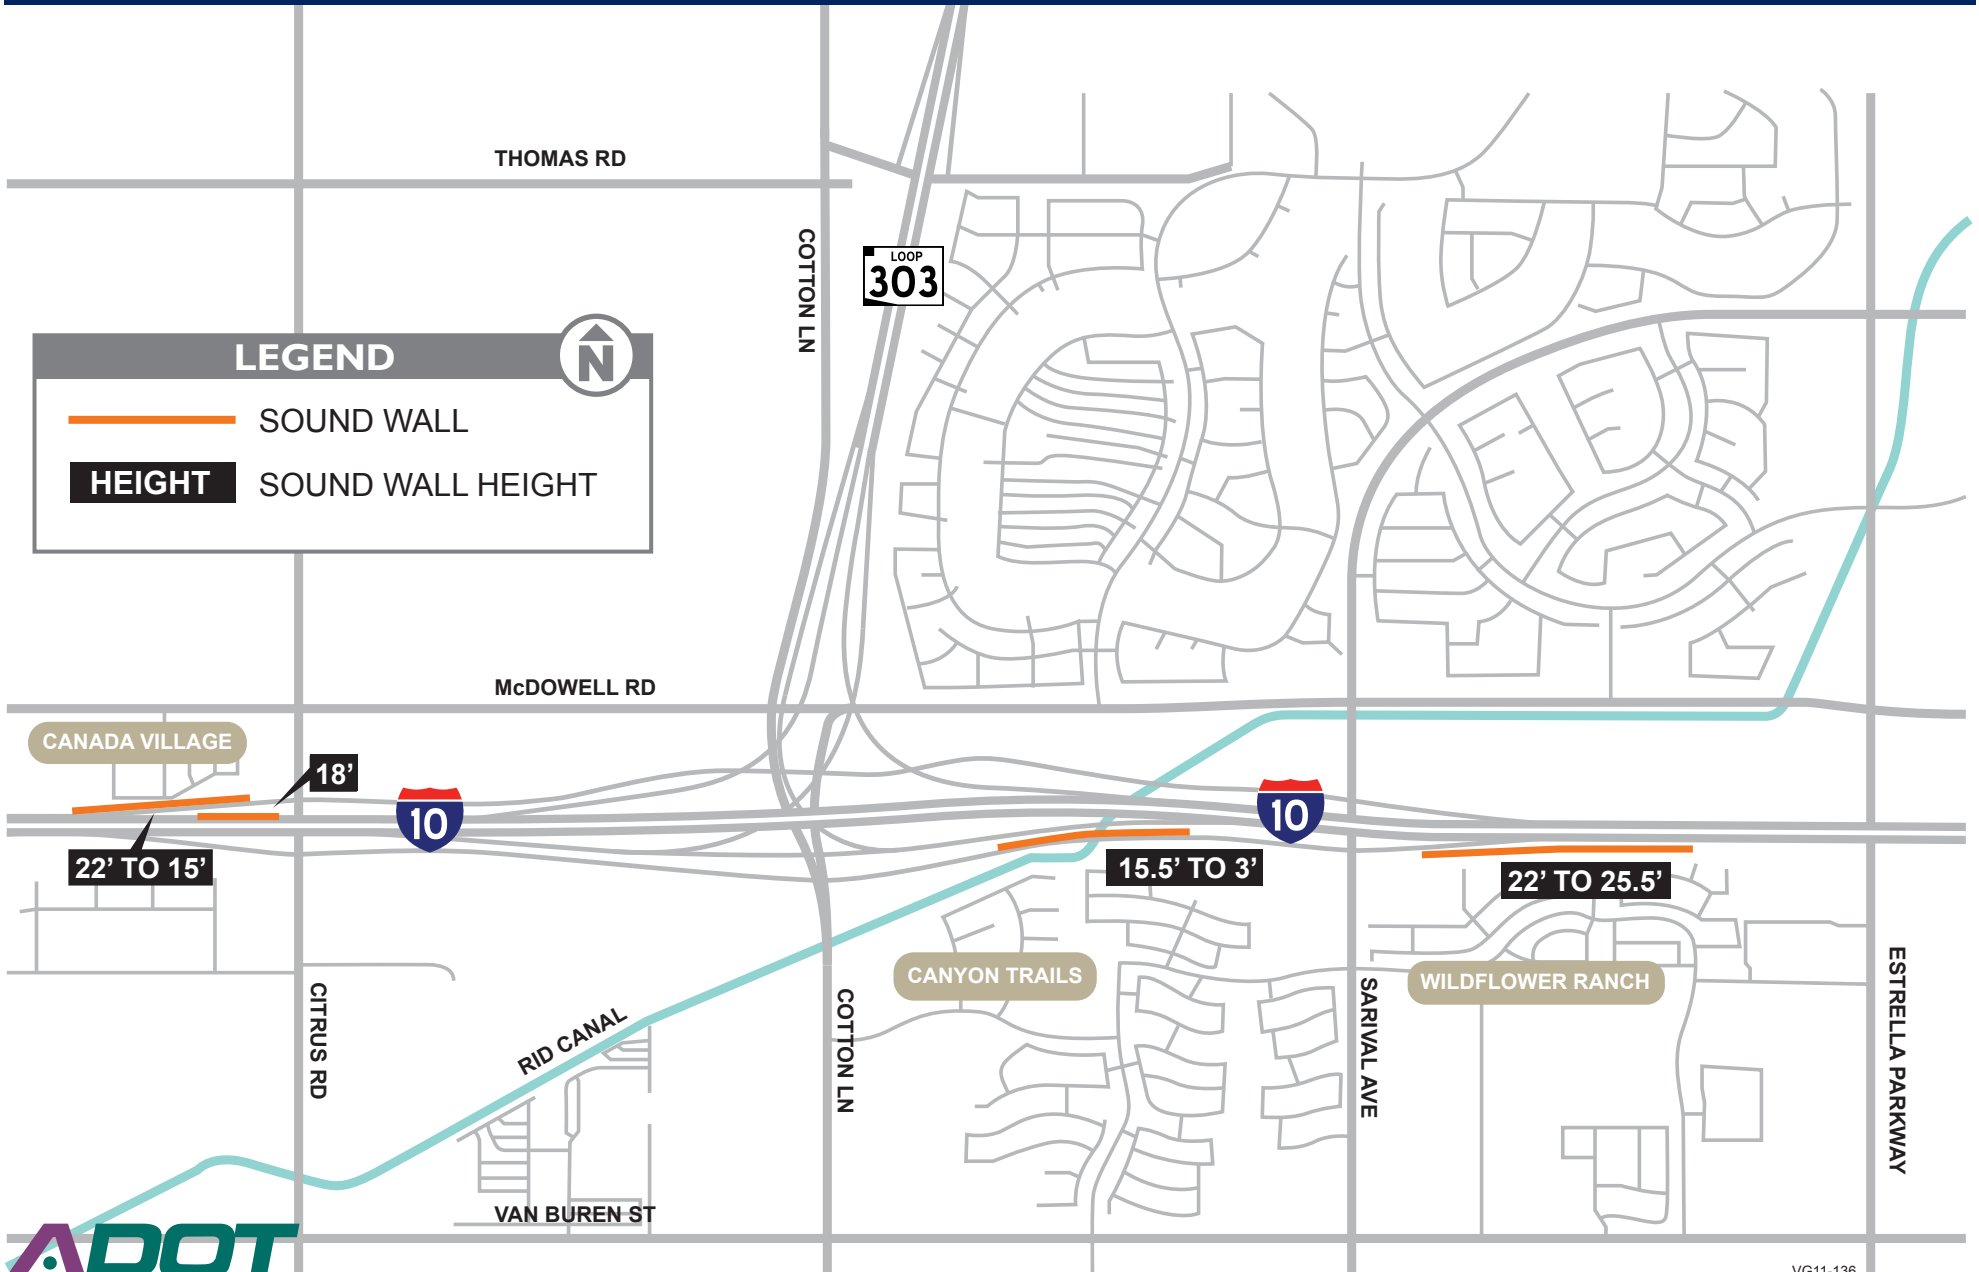 THOMAS RD
COTTON LN
LOOP
303
LEGEND
N
SOUND WALL
HEIGHT
SOUND WALL HEIGHT
McDOWELL RD
CANADA VILLAGE
18’
10
10
22’ TO 15’
15.5’ TO 3’
22’ TO 25.5’
CANYON TRAILS
WILDFLOWER RANCH
CITRUS RD
RID CANAL
COTTON LN
SARIVAL AVE
ESTRELLA PARKWAY
VAN BUREN ST
ADOT
VG11-136